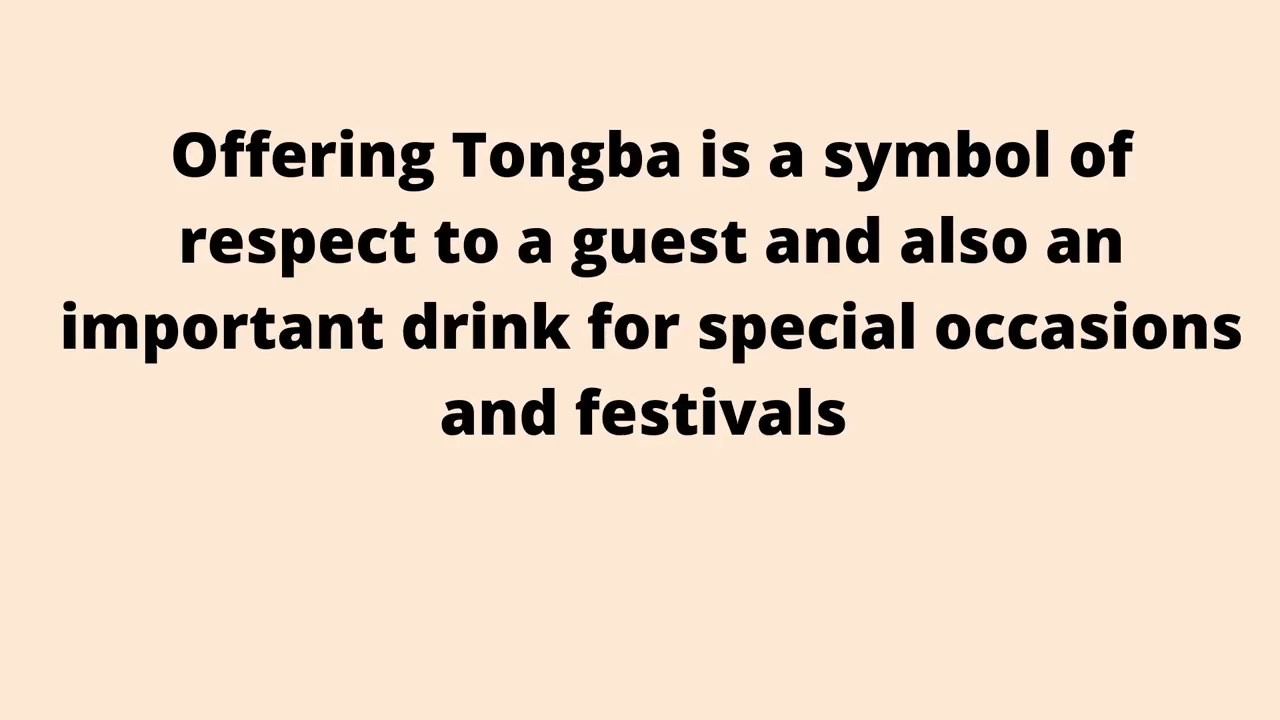 Offering Tongba is a symbol of
respect to a guest and also an
important drink for special occasions
and festivals